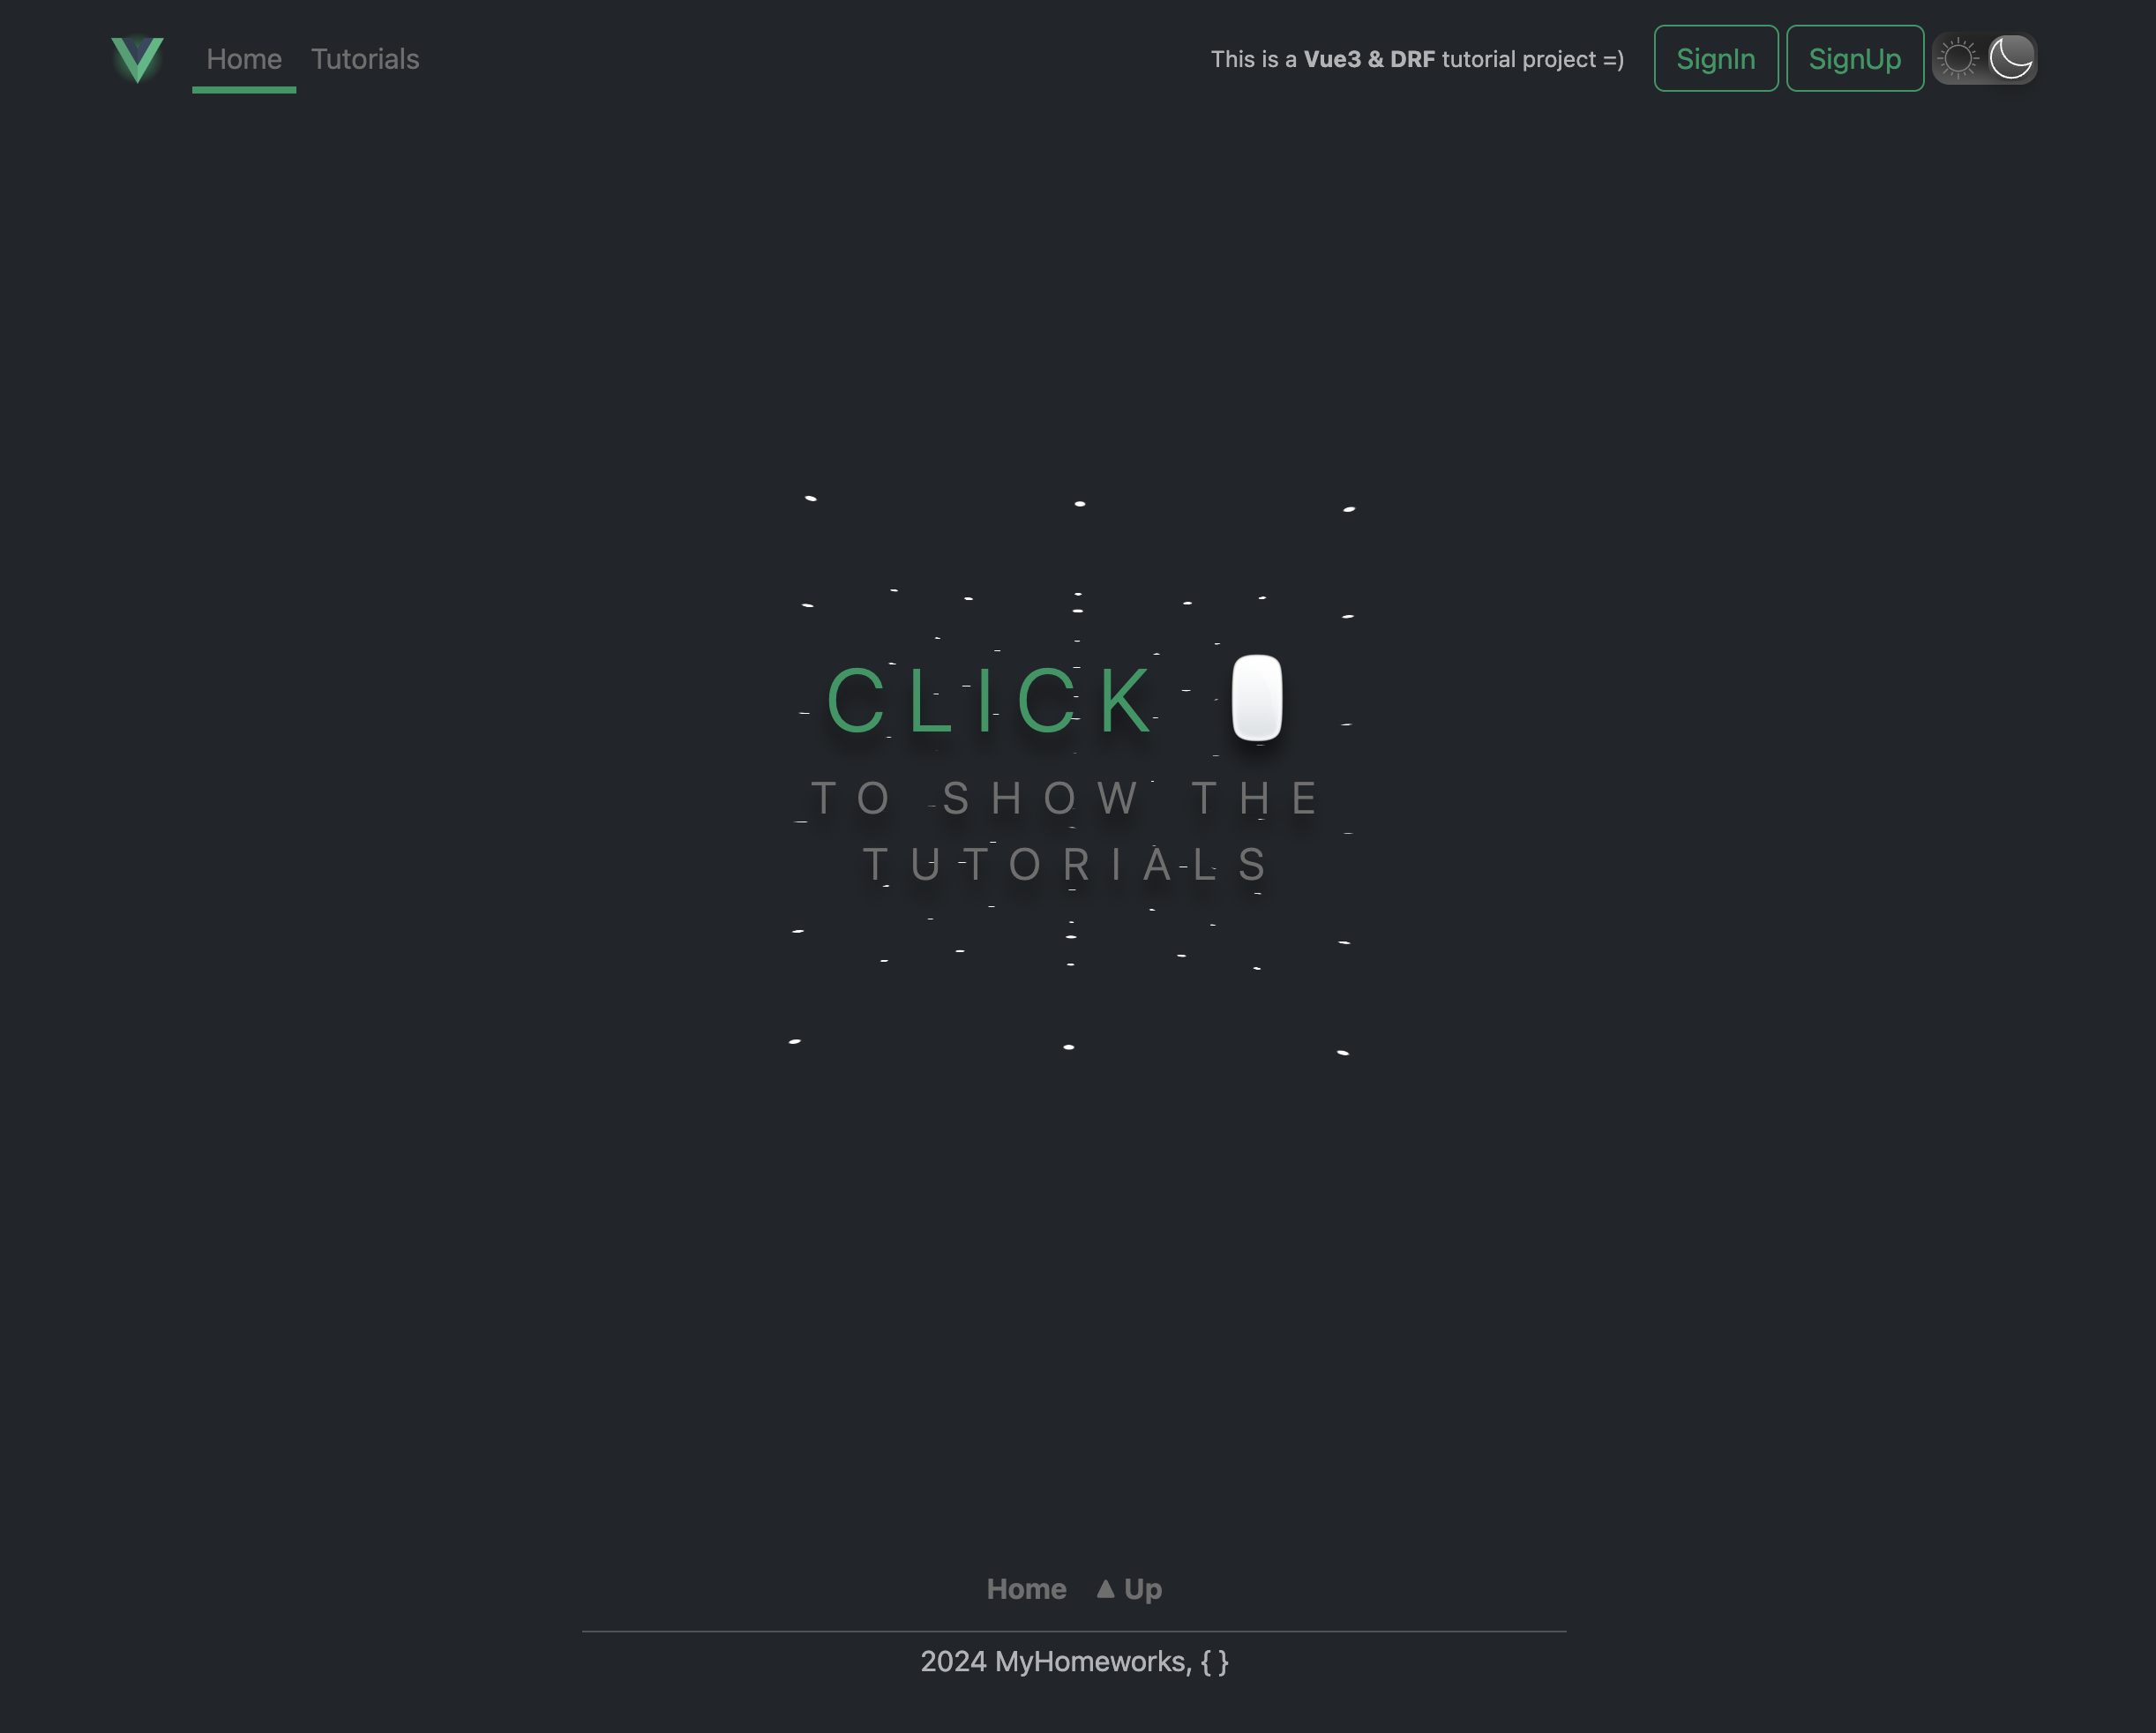 Home Tutorials This is a Vue3 & DRF tutorial project =) SignIn SignUp
CLICK
TO SHOW THE
TUTORIALS
Home ▲ Up
2024 MyHomeworks, { }